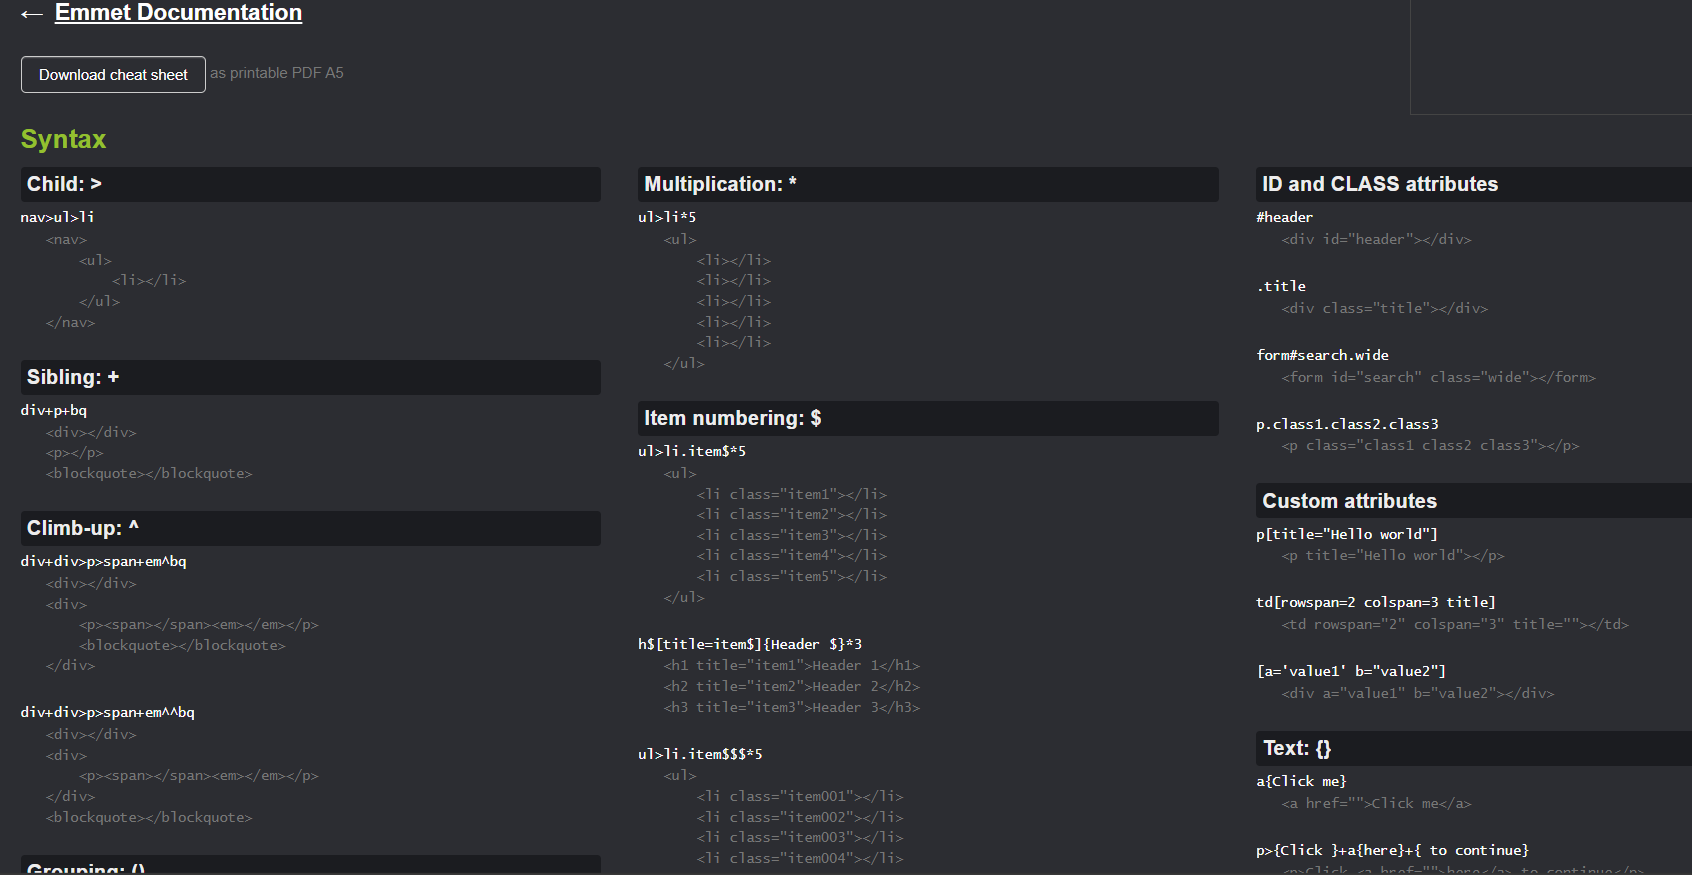 ← Emmet Documentation
Download cheat sheet as printable PDF A5
Syntax
Child: >
nav>ul>li
<nav>
<ul>
<li></li>
</ul>
</nav>
Sibling: +
div+p+bq
<div></div>
<p></p>
<blockquote></blockquote>
Climb-up: ^
div+div>p>span+em^bq
<div></div>
<div>
<p><span></span><em></em></p>
<blockquote></blockquote>
</div>
div+div>p>span+em^^bq
<div></div>
<div>
<p><span></span><em></em></p>
</div>
<blockquote></blockquote>
Grouping: ()
Multiplication: *
ul>li*5
<ul>
<li></li>
<li></li>
<li></li>
<li></li>
<li></li>
</ul>
Item numbering: $
ul>li.item$*5
<ul>
<li class="item1"></li>
<li class="item2"></li>
<li class="item3"></li>
<li class="item4"></li>
<li class="item5"></li>
</ul>
h$[title=item$]{Header $}*3
<h1 title="item1">Header 1</h1>
<h2 title="item2">Header 2</h2>
<h3 title="item3">Header 3</h3>
ul>li.item$$$*5
<ul>
<li class="item001"></li>
<li class="item002"></li>
<li class="item003"></li>
<li class="item004"></li>
ID and CLASS attributes
#header
<div id="header"></div>
.title
<div class="title"></div>
form#search.wide
<form id="search" class="wide"></form>
p.class1.class2.class3
<p class="class1 class2 class3"></p>
Custom attributes
p[title="Hello world"]
<p title="Hello world"></p>
td[rowspan=2 colspan=3 title]
<td rowspan="2" colspan="3" title=""></td>
[a='value1' b="value2"]
<div a="value1" b="value2"></div>
Text: {}
a{Click me}
<a href="">Click me</a>
p>{Click }+a{here}+{ to continue}
<p>Click <a href="">here</a> to continue</p>